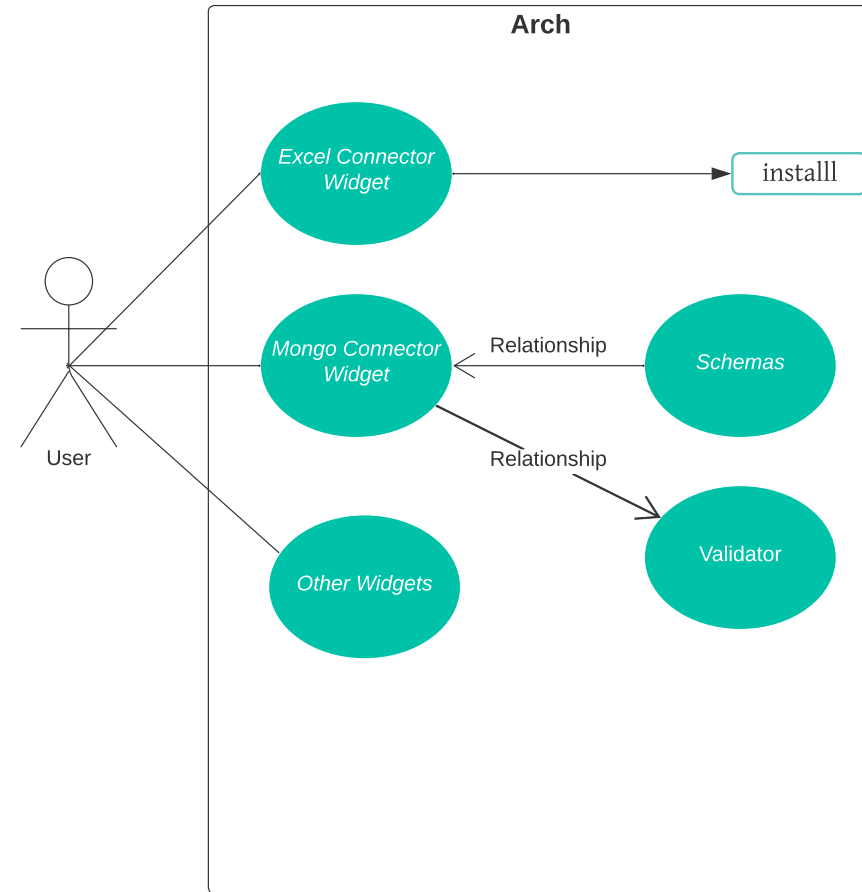 Arch
Excel Connector
Widget
installl
Mongo Connector
Widget
Relationship
Schemas
User
Relationship
Validator
Other Widgets